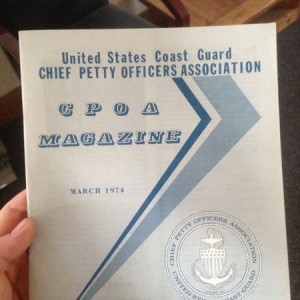 United States Coast Guard
CHIEF PETTY OFFICERS ASSOCIATION
CPOA
MAGAZINE
MARCH 1974
CHIEF PETTY OFFICERS ASSOCIATION
UNITED STATES COAST GUARD